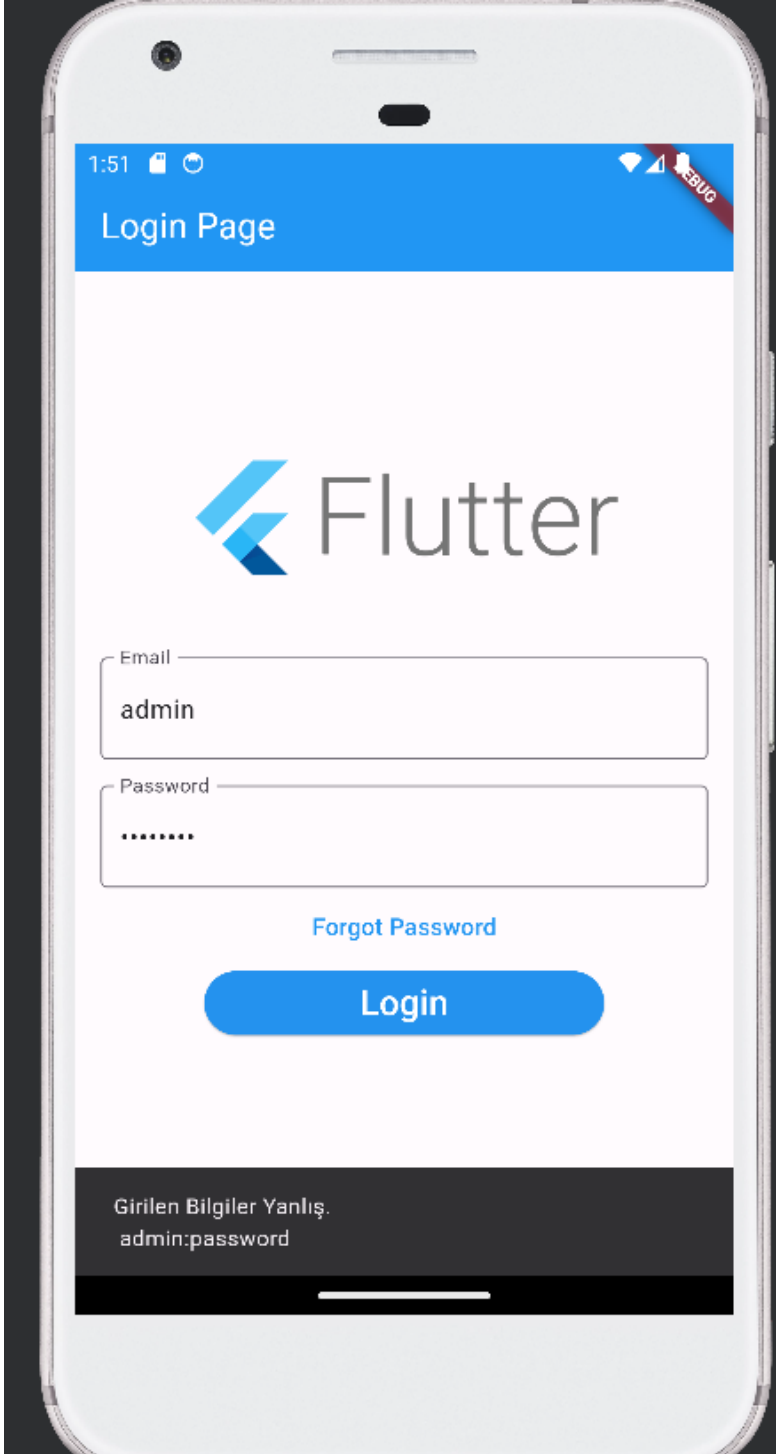 1:51
DEBUG
Login Page
Flutter
Email
admin
Password
••••••••
Forgot Password
Login
Girilen Bilgiler Yanlış.
admin:password